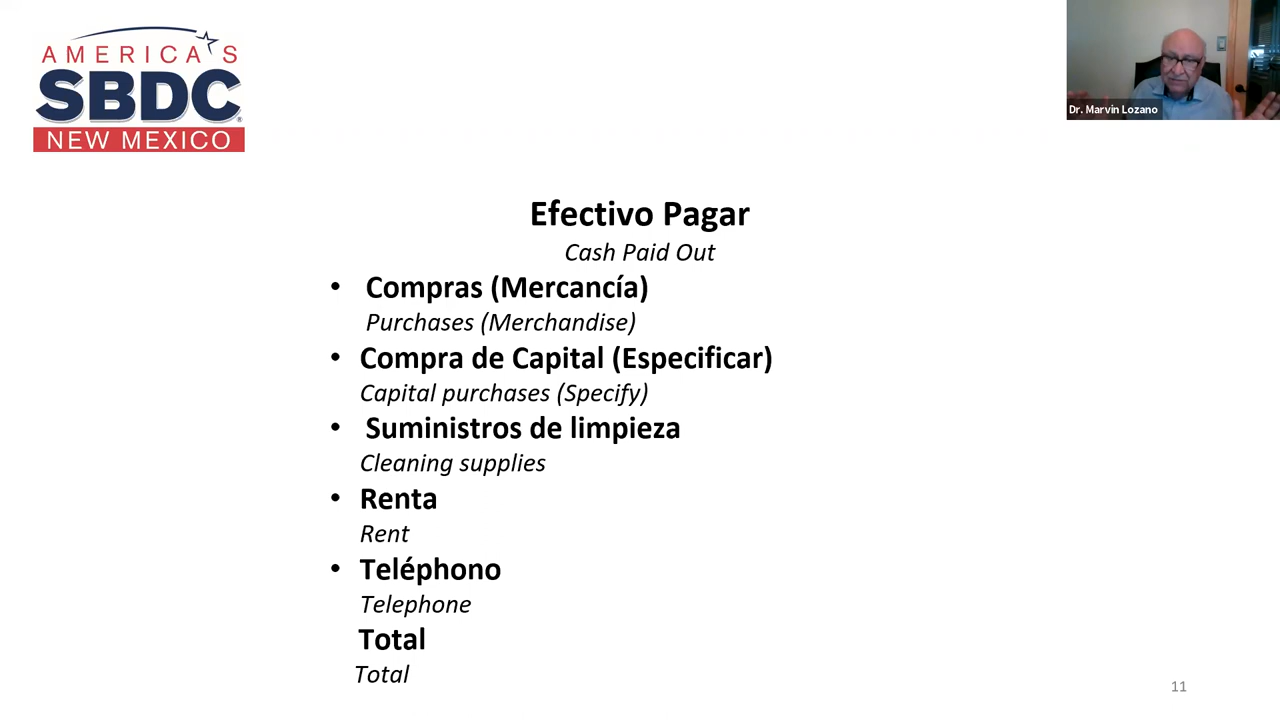 AMERICA'S
SBDC
NEW MEXICO
Dr. Marvin Lozano
Efectivo Pagar
Cash Paid Out
• Compras (Mercancía)
Purchases (Merchandise)
• Compra de Capital (Especificar)
Capital purchases (Specify)
• Suministros de limpieza
Cleaning supplies
• Renta
Rent
• Teléphono
Telephone
Total
Total
11